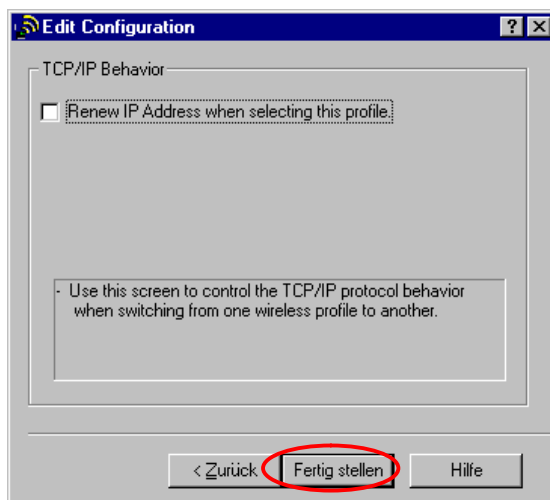 Edit Configuration
TCP/IP Behavior
Renew IP Address when selecting this profile.
- Use this screen to control the TCP/IP protocol behavior
when switching from one wireless profile to another.
< Zurück
Fertig stellen
Hilfe